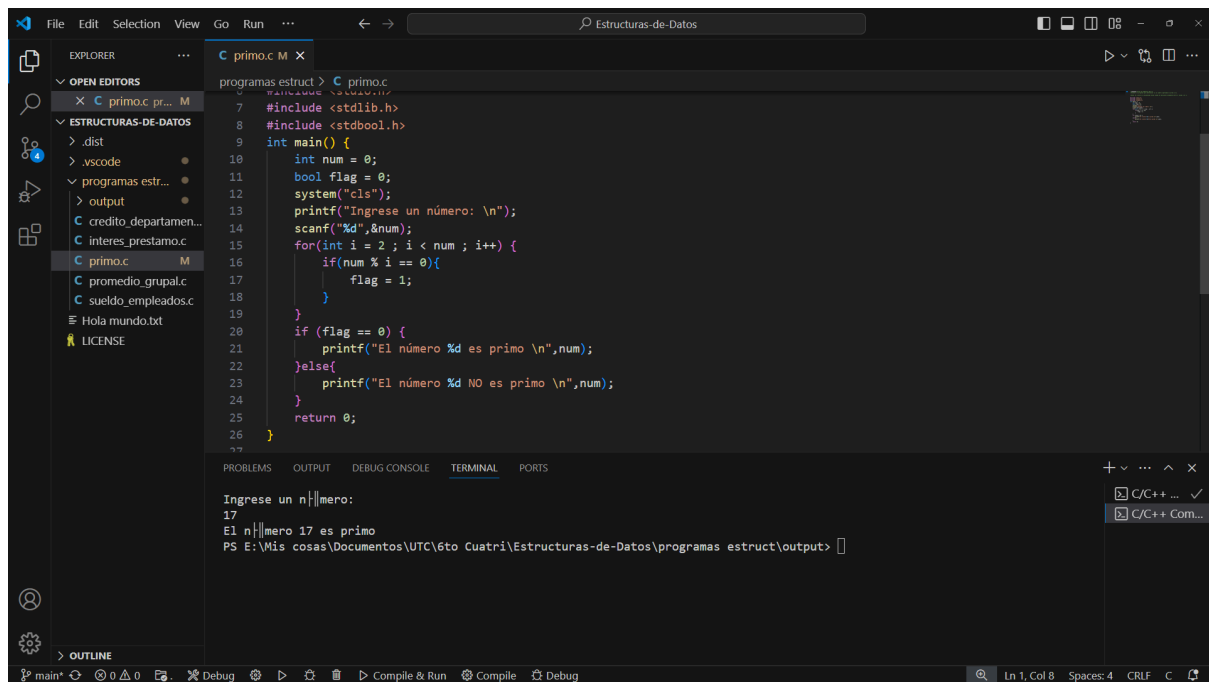 File Edit Selection View Go Run ··· ← → Estructuras-de-Datos
EXPLORER ···
OPEN EDITORS
C primo.c pr... M
ESTRUCTURAS-DE-DATOS
.dist
.vscode
programas estr...
output
C credito_departamen...
C interes_prestamo.c
C primo.c M
C promedio_grupal.c
C sueldo_empleados.c
Hola mundo.txt
LICENSE
OUTLINE
4
C primo.c M
programas estruct > C primo.c
6 #include <stdio.h>
7 #include <stdlib.h>
8 #include <stdbool.h>
9 int main() {
10 int num = 0;
11 bool flag = 0;
12 system("cls");
13 printf("Ingrese un número: \n");
14 scanf("%d",&num);
15 for(int i = 2 ; i < num ; i++) {
16 if(num % i == 0){
17 flag = 1;
18 }
19 }
20 if (flag == 0) {
21 printf("El número %d es primo \n",num);
22 }else{
23 printf("El número %d NO es primo \n",num);
24 }
25 return 0;
26 }
27
PROBLEMS OUTPUT DEBUG CONSOLE TERMINAL PORTS
Ingrese un n├║mero:
17
El n├║mero 17 es primo
PS E:\Mis cosas\Documentos\UTC\6to Cuatri\Estructuras-de-Datos\programas estruct\output>
C/C++ ...
C/C++ Com...
main* 0 0 Debug Compile & Run Compile Debug Ln 1, Col 8 Spaces: 4 CRLF C